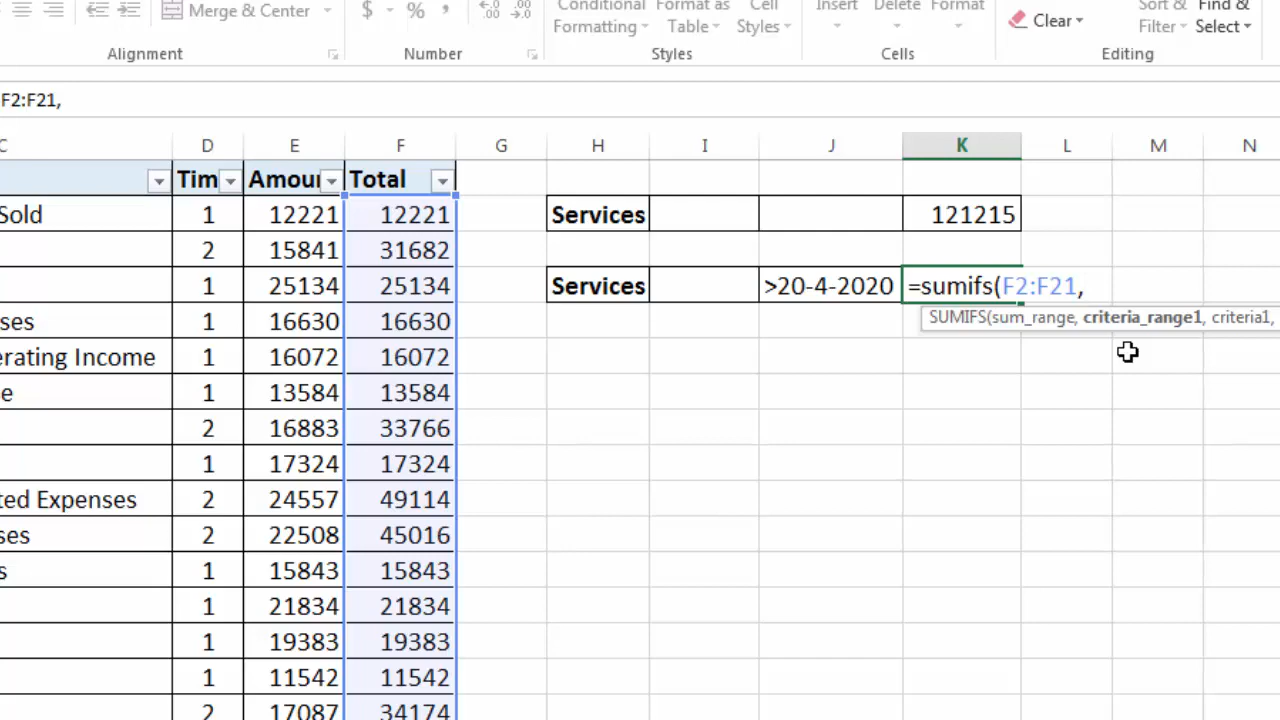 Merge & Center $ % , .00 .00 Conditional Format as Cell Insert Delete Format Sort & Find &
Formatting Table Styles Clear Filter Select
Alignment Number Styles Cells Editing
F2:F21,
C D E F G H I J K L M N
Tim Amour Total
Sold 1 12221 12221 Services 121215
2 15841 31682
1 25134 25134 Services >20-4-2020 =sumifs(F2:F21,
ses 1 16630 16630 SUMIFS(sum_range, criteria_range1, criteria1,
erating Income 1 16072 16072
e 1 13584 13584
2 16883 33766
1 17324 17324
ted Expenses 2 24557 49114
ses 2 22508 45016
s 1 15843 15843
1 21834 21834
1 19383 19383
1 11542 11542
2 17087 34174